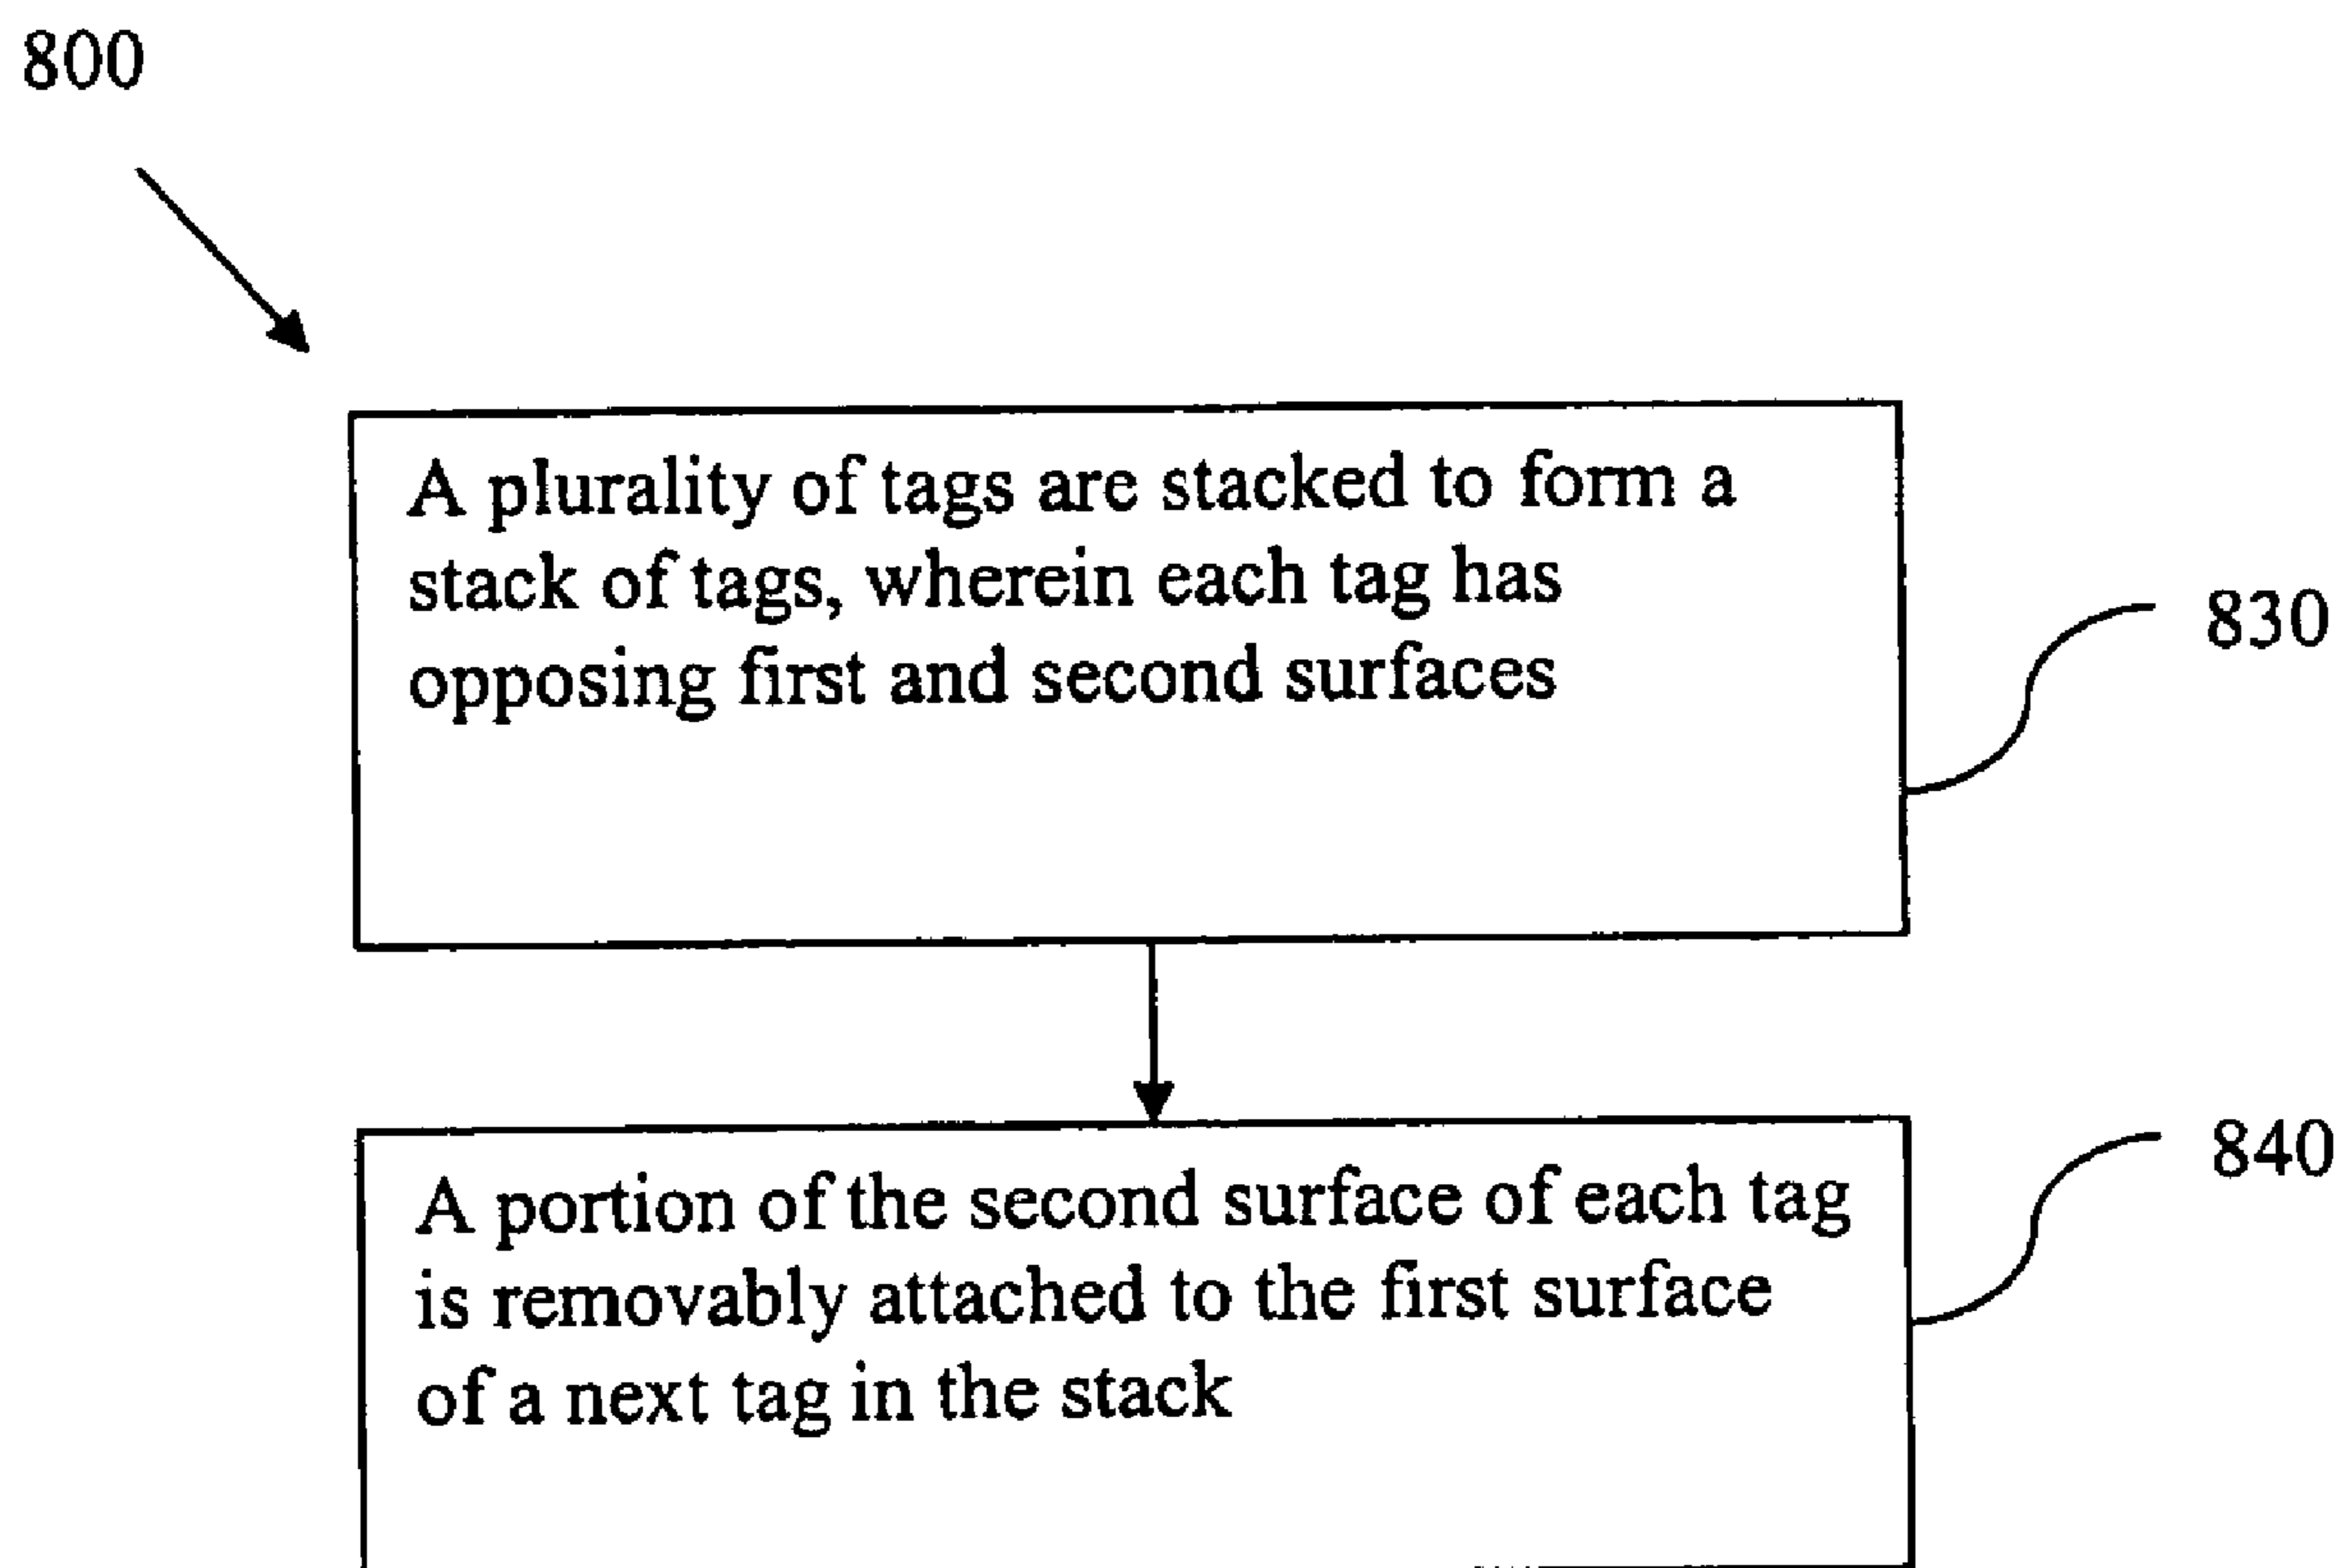 800
A plurality of tags are stacked to form a
stack of tags, wherein each tag has
opposing first and second surfaces
830
840
A portion of the second surface of each tag
is removably attached to the first surface
of a next tag in the stack